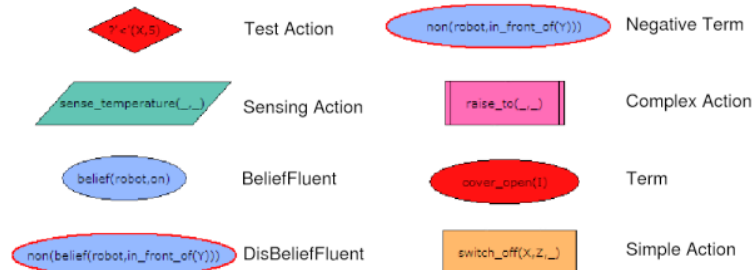 ?'<'(X,5) Test Action
non(robot,in_front_of(Y))) Negative Term
sense_temperature(_,_) Sensing Action
raise_to(_,_) Complex Action
belief(robot,on) BeliefFluent
cover_open(1) Term
non(belief(robot,in_front_of(Y))) DisBeliefFluent
switch_off(X,Z,_) Simple Action